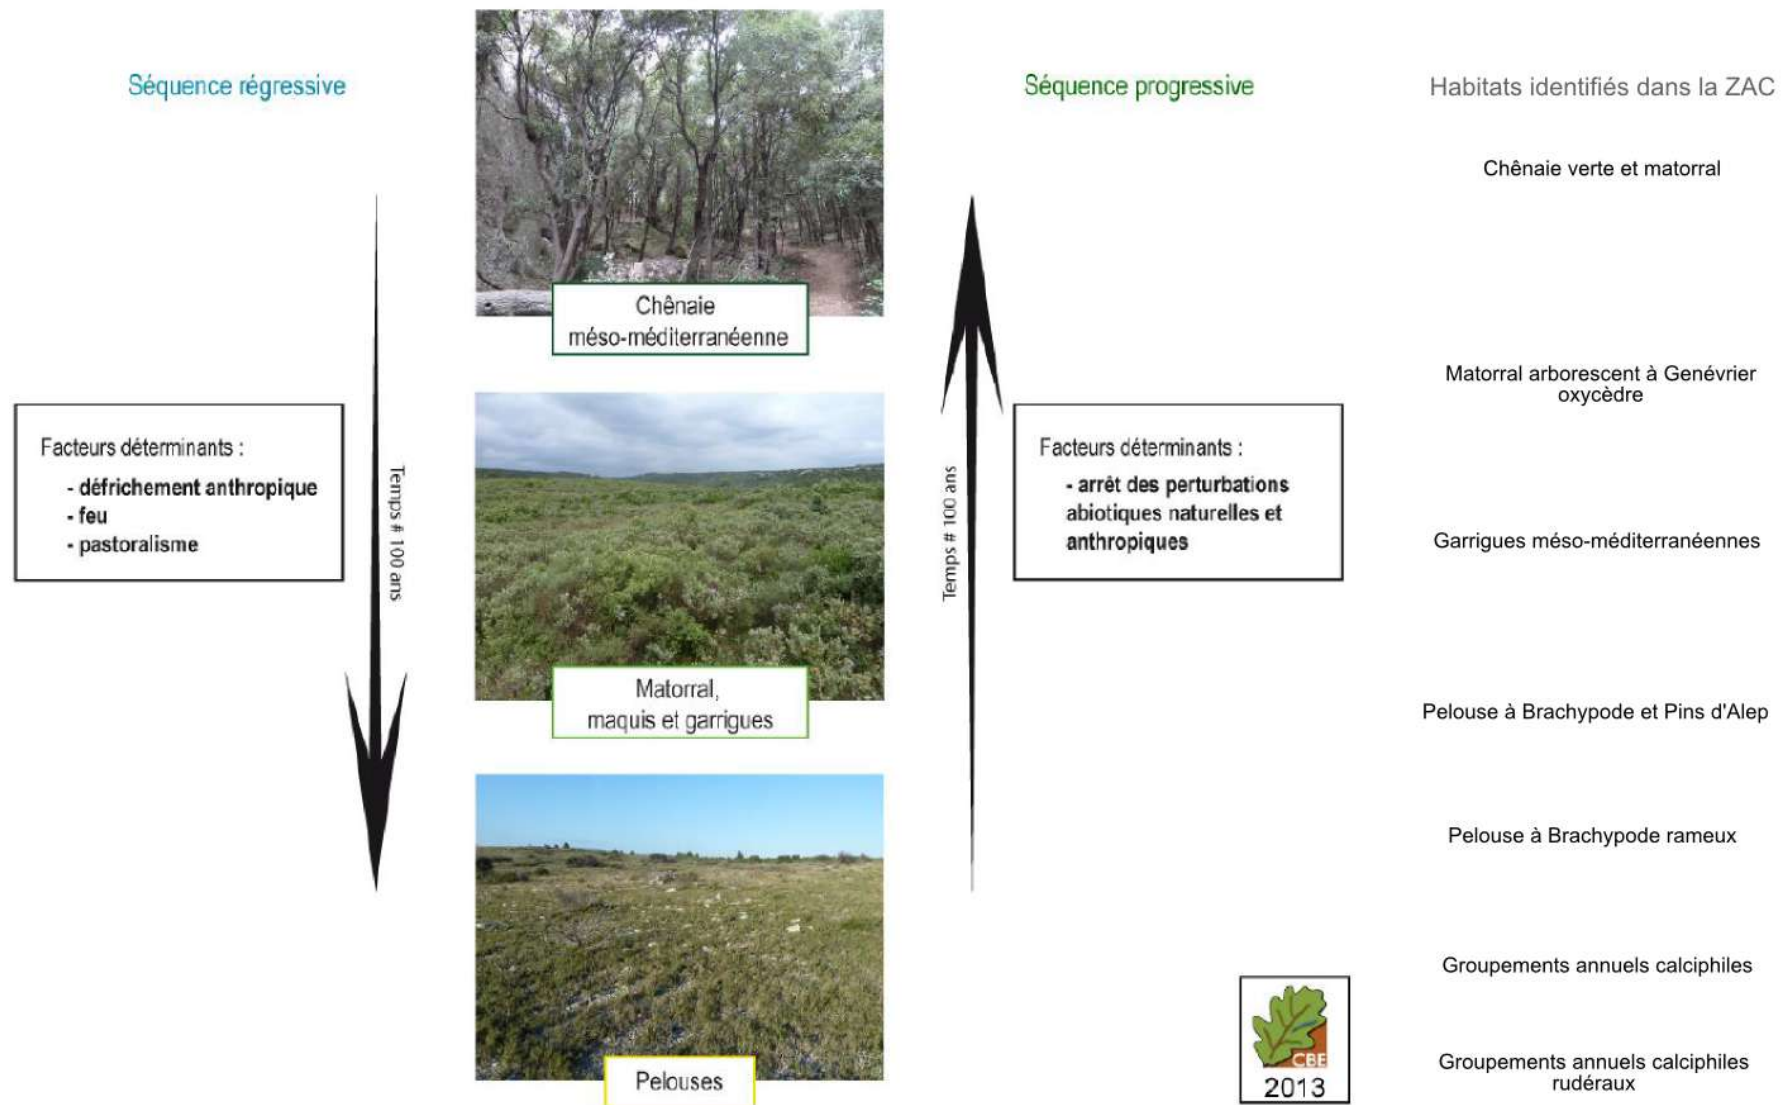 Séquence régressive
Séquence progressive
Habitats identifiés dans la ZAC
Chênaie verte et matorral
Chênaie
méso-méditerranéenne
Matorral arborescent à Genévrier
oxycèdre
Facteurs déterminants :
- défrichement anthropique
- feu
- pastoralisme
Temps # 100 ans
Temps # 100 ans
Facteurs déterminants :
- arrêt des perturbations
abiotiques naturelles et
anthropiques
Garrigues méso-méditerranéennes
Matorral,
maquis et garrigues
Pelouse à Brachypode et Pins d'Alep
Pelouse à Brachypode rameux
Groupements annuels calciphiles
Pelouses
CBE
2013
Groupements annuels calciphiles
rudéraux